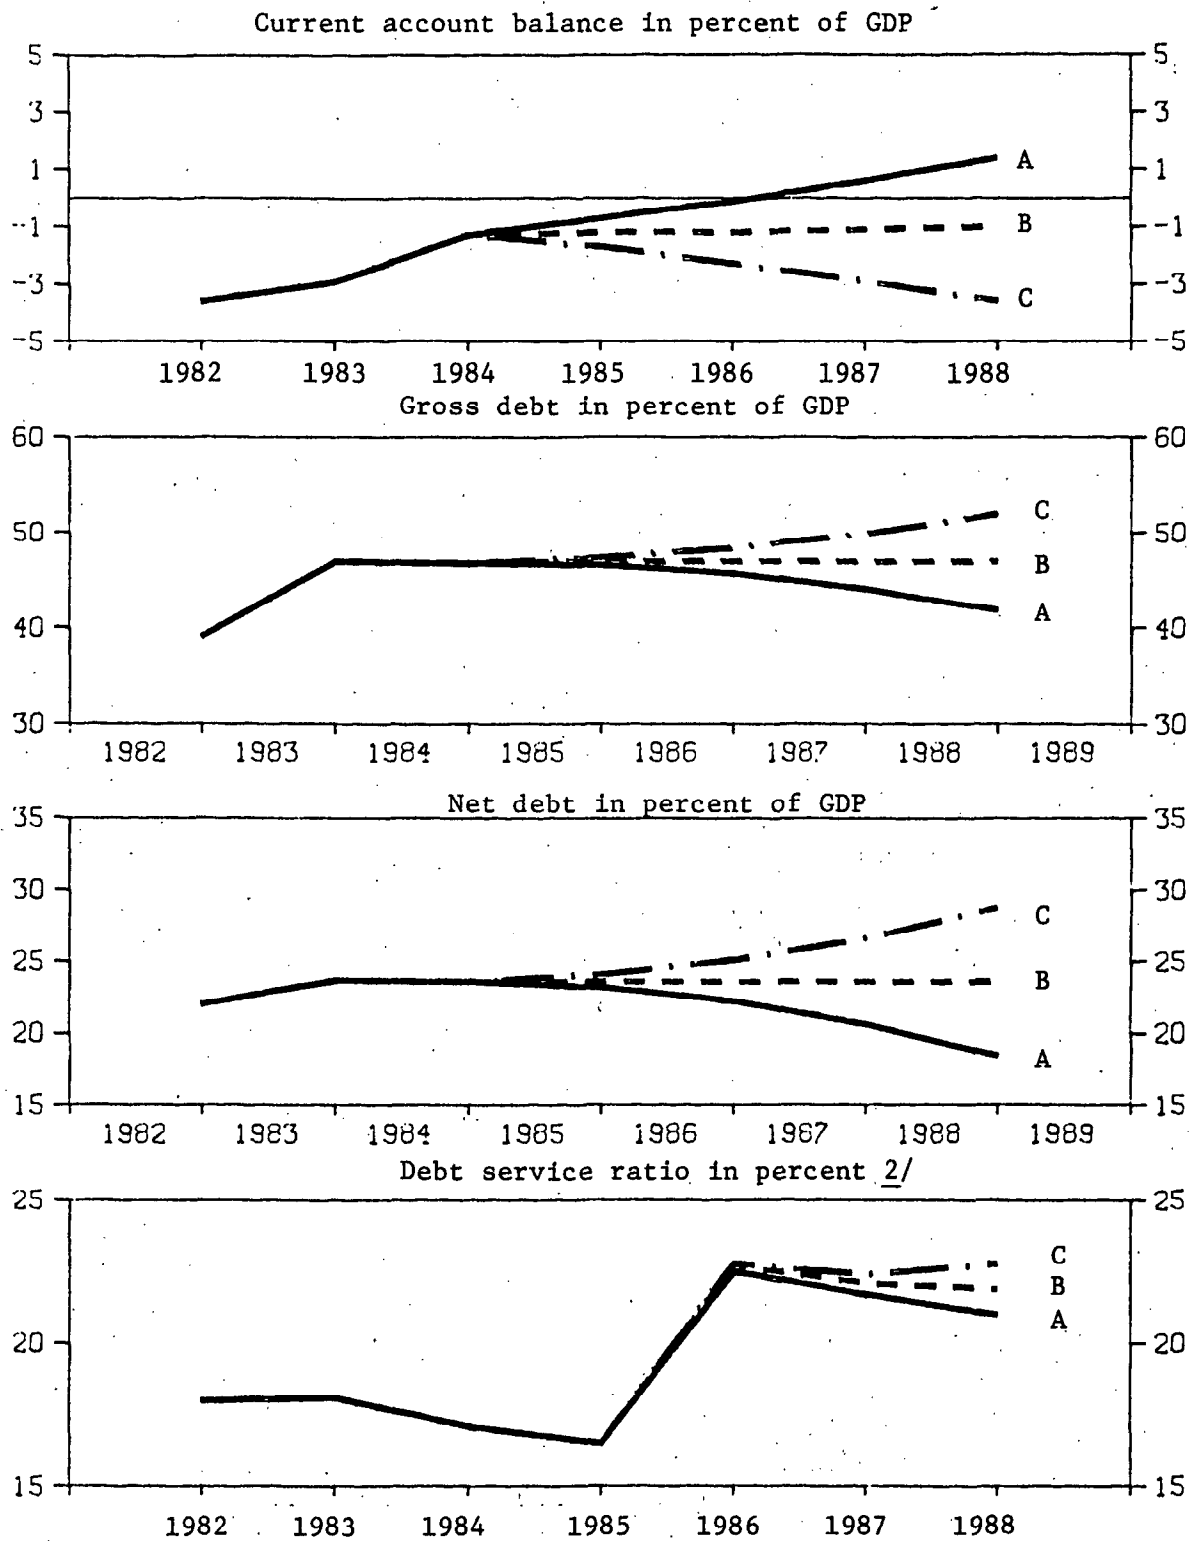 Current account balance in percent of GDP
5 5
3 3
1 A 1
-1 B -1
-3 C -3
-5 -5
1982 1983 1984 1985 1986 1987 1988
Gross debt in percent of GDP
60 60
C
50 50
B
A
40 40
30 30
1982 1983 1984 1985 1986 1987 1988 1989
Net debt in percent of GDP
35 35
30 30
C
25 25
B
20 20
A
15 15
1982 1983 1984 1985 1986 1987 1988 1989
Debt service ratio in percent 2/
25 25
C
B
A
20 20
15 15
1982 1983 1984 1985 1986 1987 1988